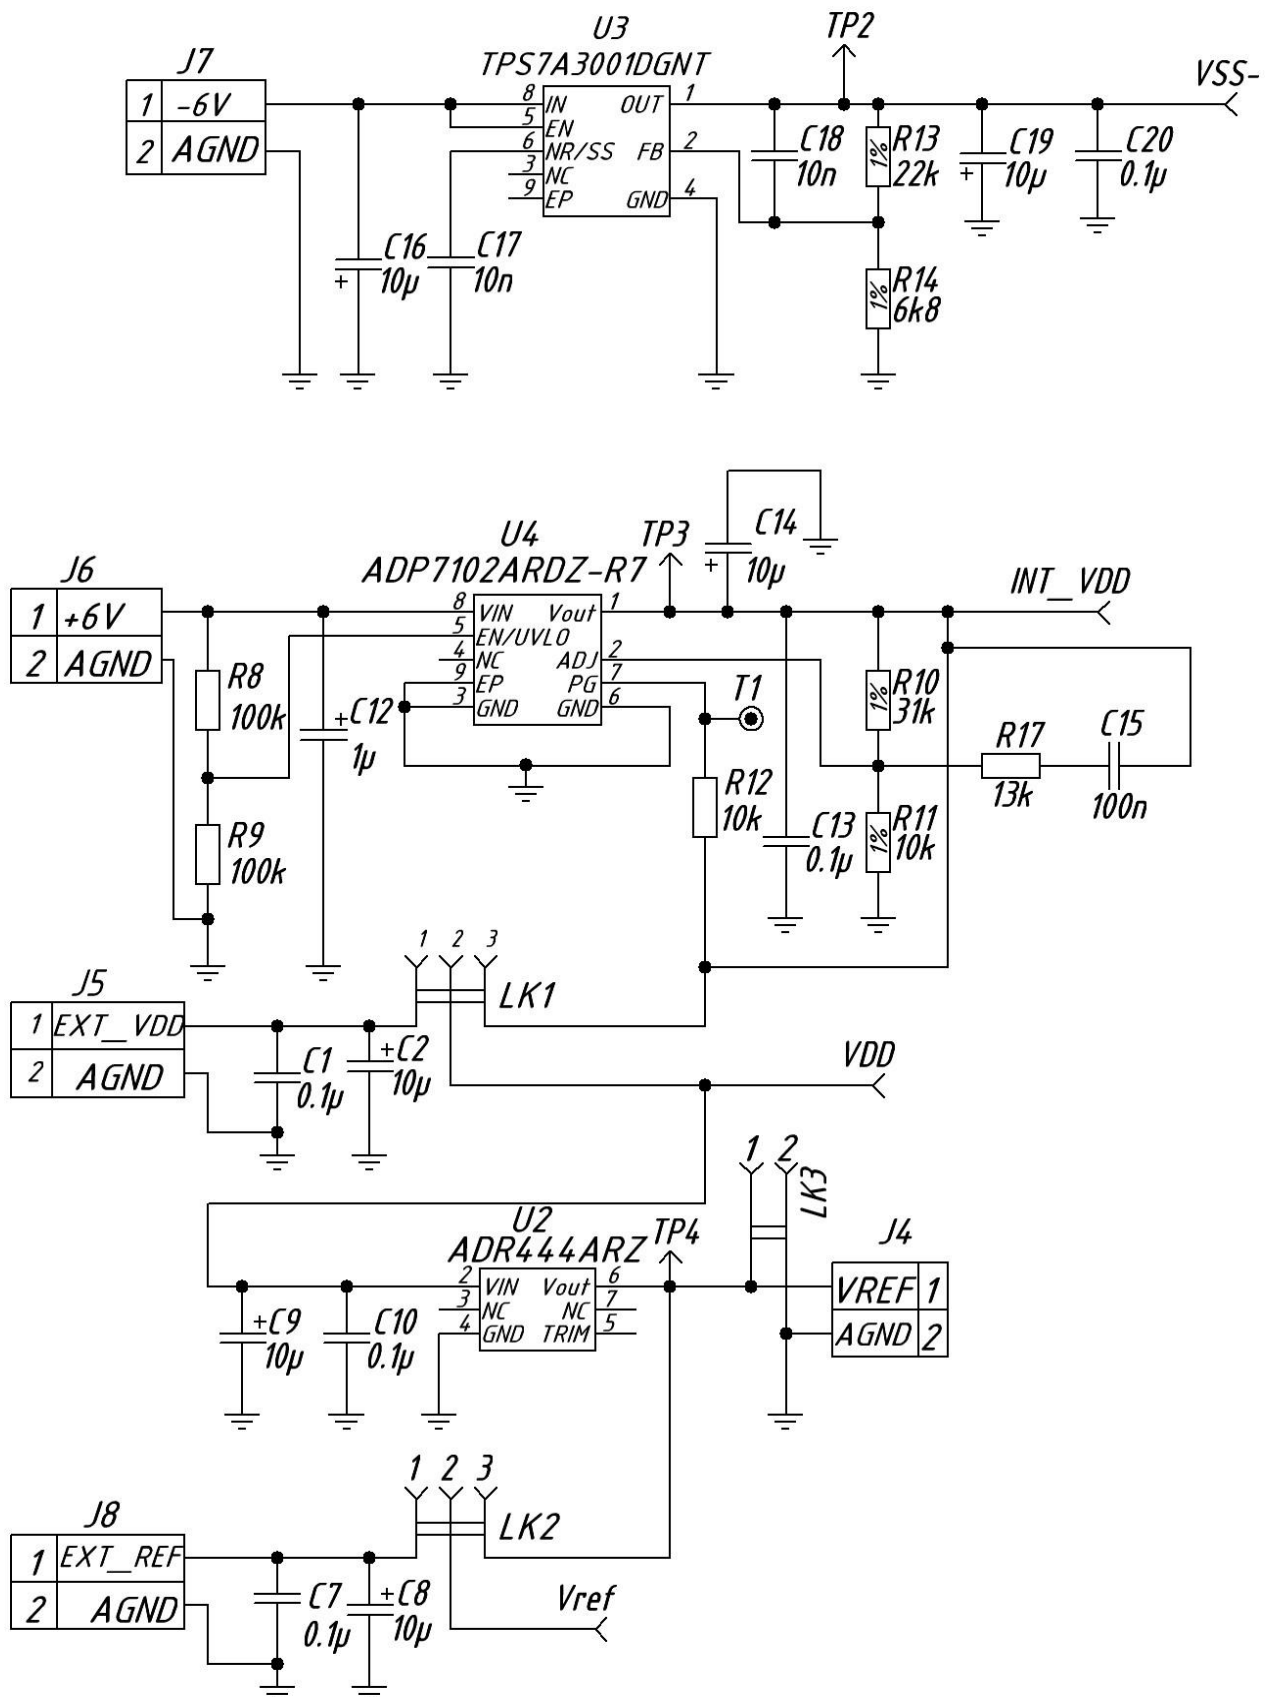 J7
1 -6V
2 AGND
U3
TPS7A3001DGNT
8 IN
5 EN
6 NR/SS
3 NC
9 EP
OUT 1
FB 2
GND 4
TP2
VSS-
C16
10µ
C17
10n
C18
10n
1%
R13
22k
C19
10µ
+
C20
0.1µ
+
1%
R14
6k8
J6
1 +6V
2 AGND
U4
ADP7102ARDZ-R7
8 VIN
5 EN/UVLO
4 NC
9 EP
3 GND
Vout 1
ADJ 2
PG 7
GND 6
TP3
C14
10µ
+
INT_VDD
T1
R8
100k
R9
100k
+C12
1µ
R12
10k
C13
0.1µ
1%
R10
31k
1%
R11
10k
R17
13k
C15
100n
J5
1 EXT_VDD
2 AGND
C1
0.1µ
+C2
10µ
1 2 3
LK1
VDD
1 2
LK3
U2
ADR444ARZ
2 VIN
3 NC
4 GND
Vout 6
NC 7
TRIM 5
TP4
J4
VREF 1
AGND 2
+C9
10µ
C10
0.1µ
1 2 3
LK2
J8
1 EXT_REF
2 AGND
C7
0.1µ
+C8
10µ
Vref